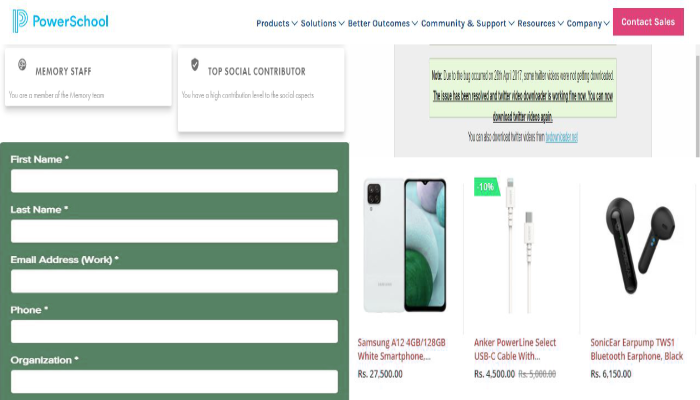 PowerSchool
Products Solutions Better Outcomes Community & Support Resources Company Contact Sales
MEMORY STAFF
You are a member of the Memory team
TOP SOCIAL CONTRIBUTOR
You have a high contribution level to the social aspects
Note: Due to the bug occurred on 26th April 2017, some twitter videos were not getting downloaded.
The issue has been resolved and twitter video downloader is working fine now. You can now
download twitter videos again.
You can also download twitter videos from twdownloader.net
First Name *
Last Name *
Email Address (Work) *
Phone *
Organization *
-10%
Samsung A12 4GB/128GB
White Smartphone,...
Rs. 27,500.00
Anker PowerLine Select
USB-C Cable With...
Rs. 4,500.00 Rs. 5,000.00
SonicEar Earpump TWS1
Bluetooth Earphone, Black
Rs. 6,150.00